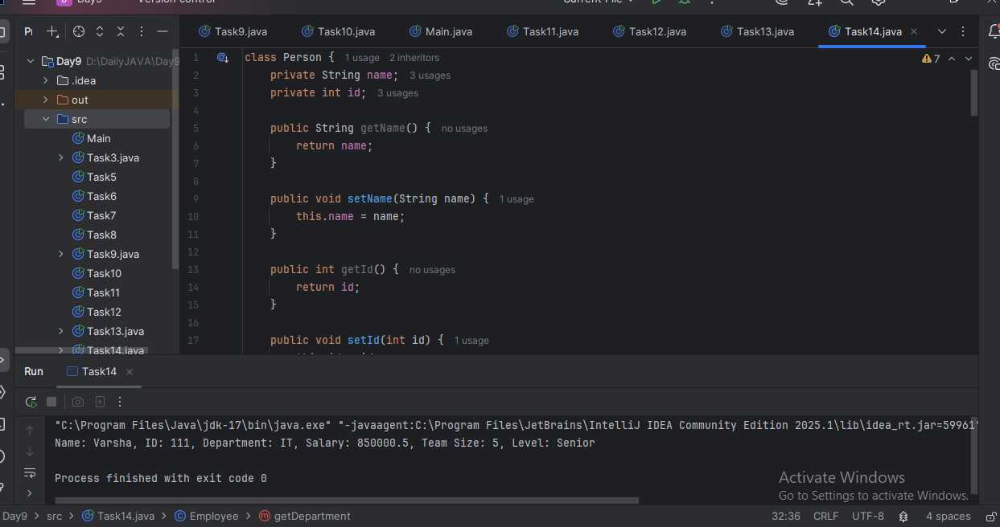 Day9
Version control
Current File
Pr
Task9.java
Task10.java
Main.java
Task11.java
Task12.java
Task13.java
Task14.java
Day9 D:\DailyJAVA\Day9
.idea
out
src
Main
Task3.java
Task5
Task6
Task7
Task8
Task9.java
Task10
Task11
Task12
Task13.java
Task14.java
7
1 class Person { 1 usage 2 inheritors
2 private String name; 3 usages
3 private int id; 3 usages
4
5 public String getName() { no usages
6 return name;
7 }
8
9 public void setName(String name) { 1 usage
10 this.name = name;
11 }
12
13 public int getId() { no usages
14 return id;
15 }
16
17 public void setId(int id) { 1 usage
Run Task14
"C:\Program Files\Java\jdk-17\bin\java.exe" "-javaagent:C:\Program Files\JetBrains\IntelliJ IDEA Community Edition 2025.1\lib\idea_rt.jar=59961
Name: Varsha, ID: 111, Department: IT, Salary: 850000.5, Team Size: 5, Level: Senior
Process finished with exit code 0
Activate Windows
Go to Settings to activate Windows.
Day9 > src > Task14.java > Employee > getDepartment
32:36 CRLF UTF-8 4 spaces